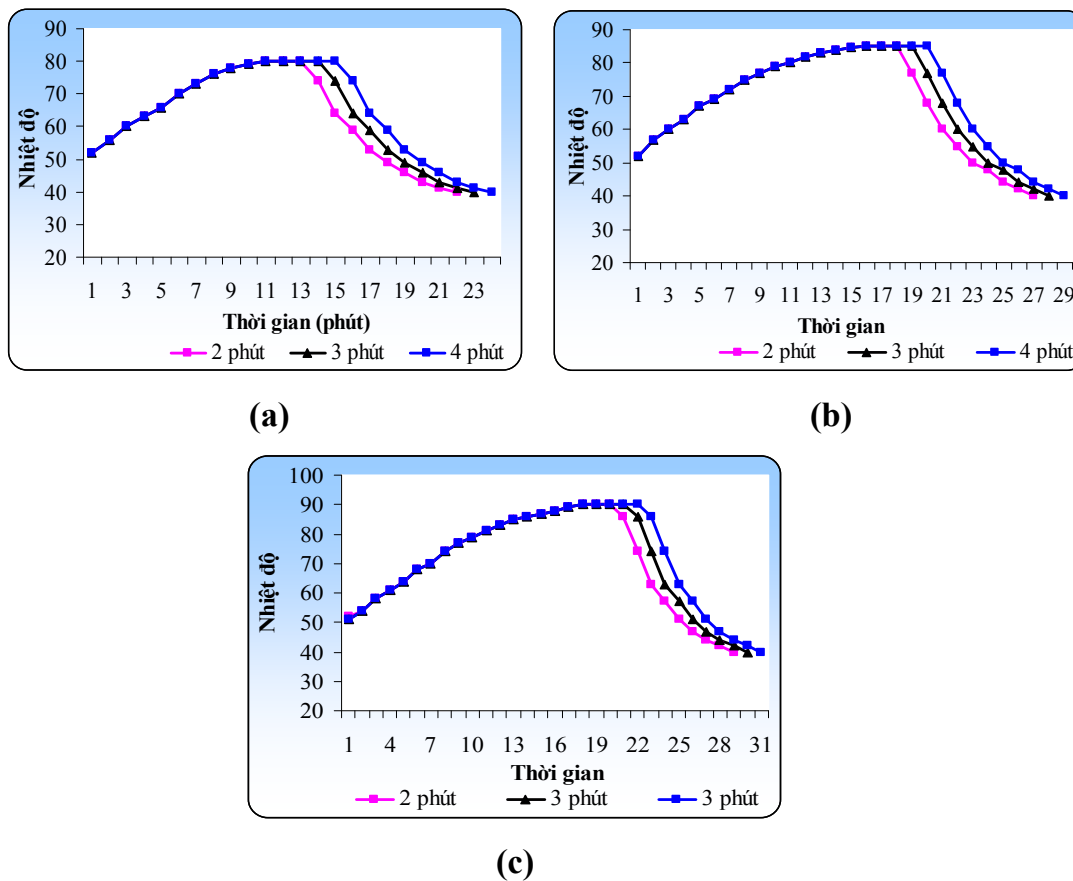 90
80
70
60
50
40
30
20
Nhiệt độ
1 3 5 7 9 11 13 15 17 19 21 23
Thời gian (phút)
2 phút 3 phút 4 phút
(a)
90
80
70
60
50
40
30
20
Nhiệt độ
1 3 5 7 9 11 13 15 17 19 21 23 25 27 29
Thời gian
2 phút 3 phút 4 phút
(b)
100
90
80
70
60
50
40
30
20
Nhiệt độ
1 4 7 10 13 16 19 22 25 28 31
Thời gian
2 phút 3 phút 3 phút
(c)